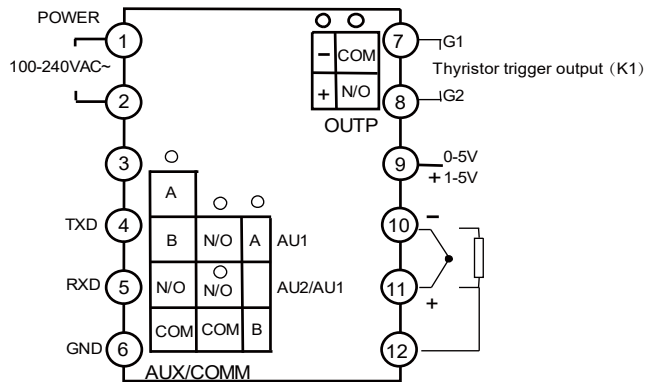 POWER
1
100-240VAC~
2
3
TXD 4
RXD 5
GND 6
− COM
+ N/O
OUTP
7 G1
Thyristor trigger output（K1）
8 G2
9 0-5V
+ 1-5V
10 −
11 +
12
A
B N/O A AU1
N/O N/O AU2/AU1
COM COM B
AUX/COMM